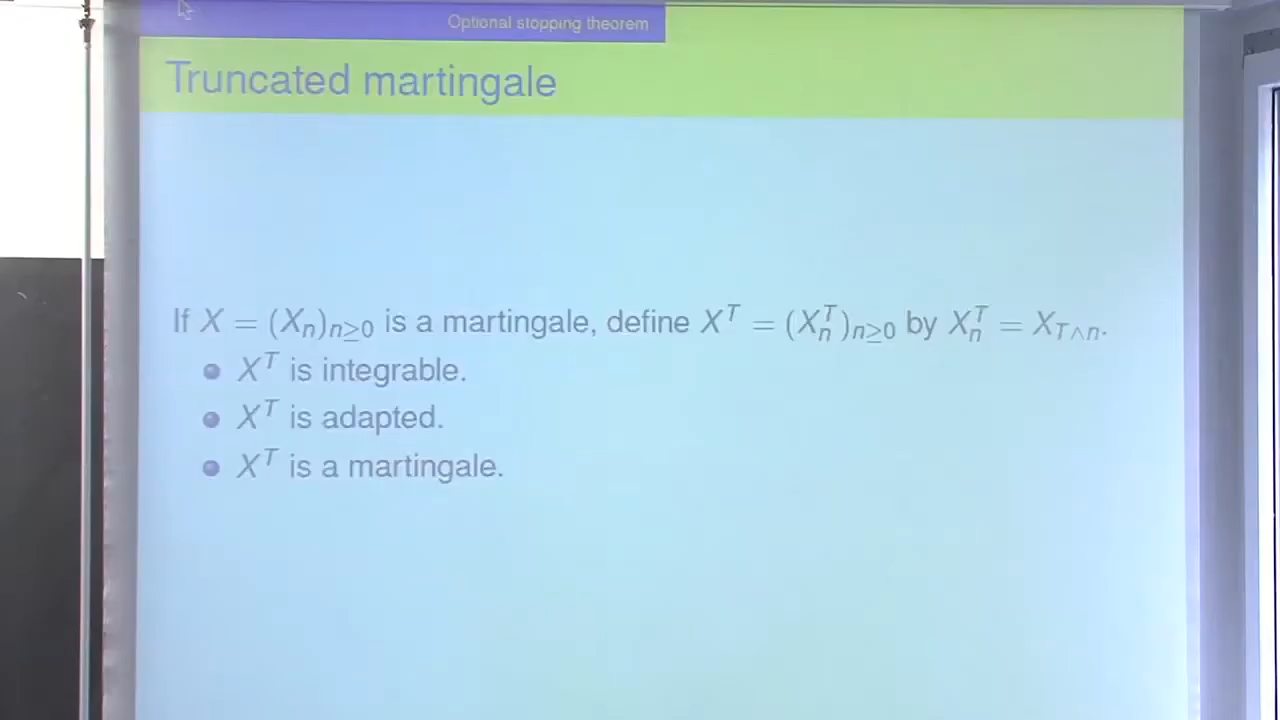 Optional stopping theorem
Truncated martingale
If X = (Xₙ)ₙ≥₀ is a martingale, define Xᵀ = (Xₙᵀ)ₙ≥₀ by Xₙᵀ = X_{T∧n}.
Xᵀ is integrable.
Xᵀ is adapted.
Xᵀ is a martingale.